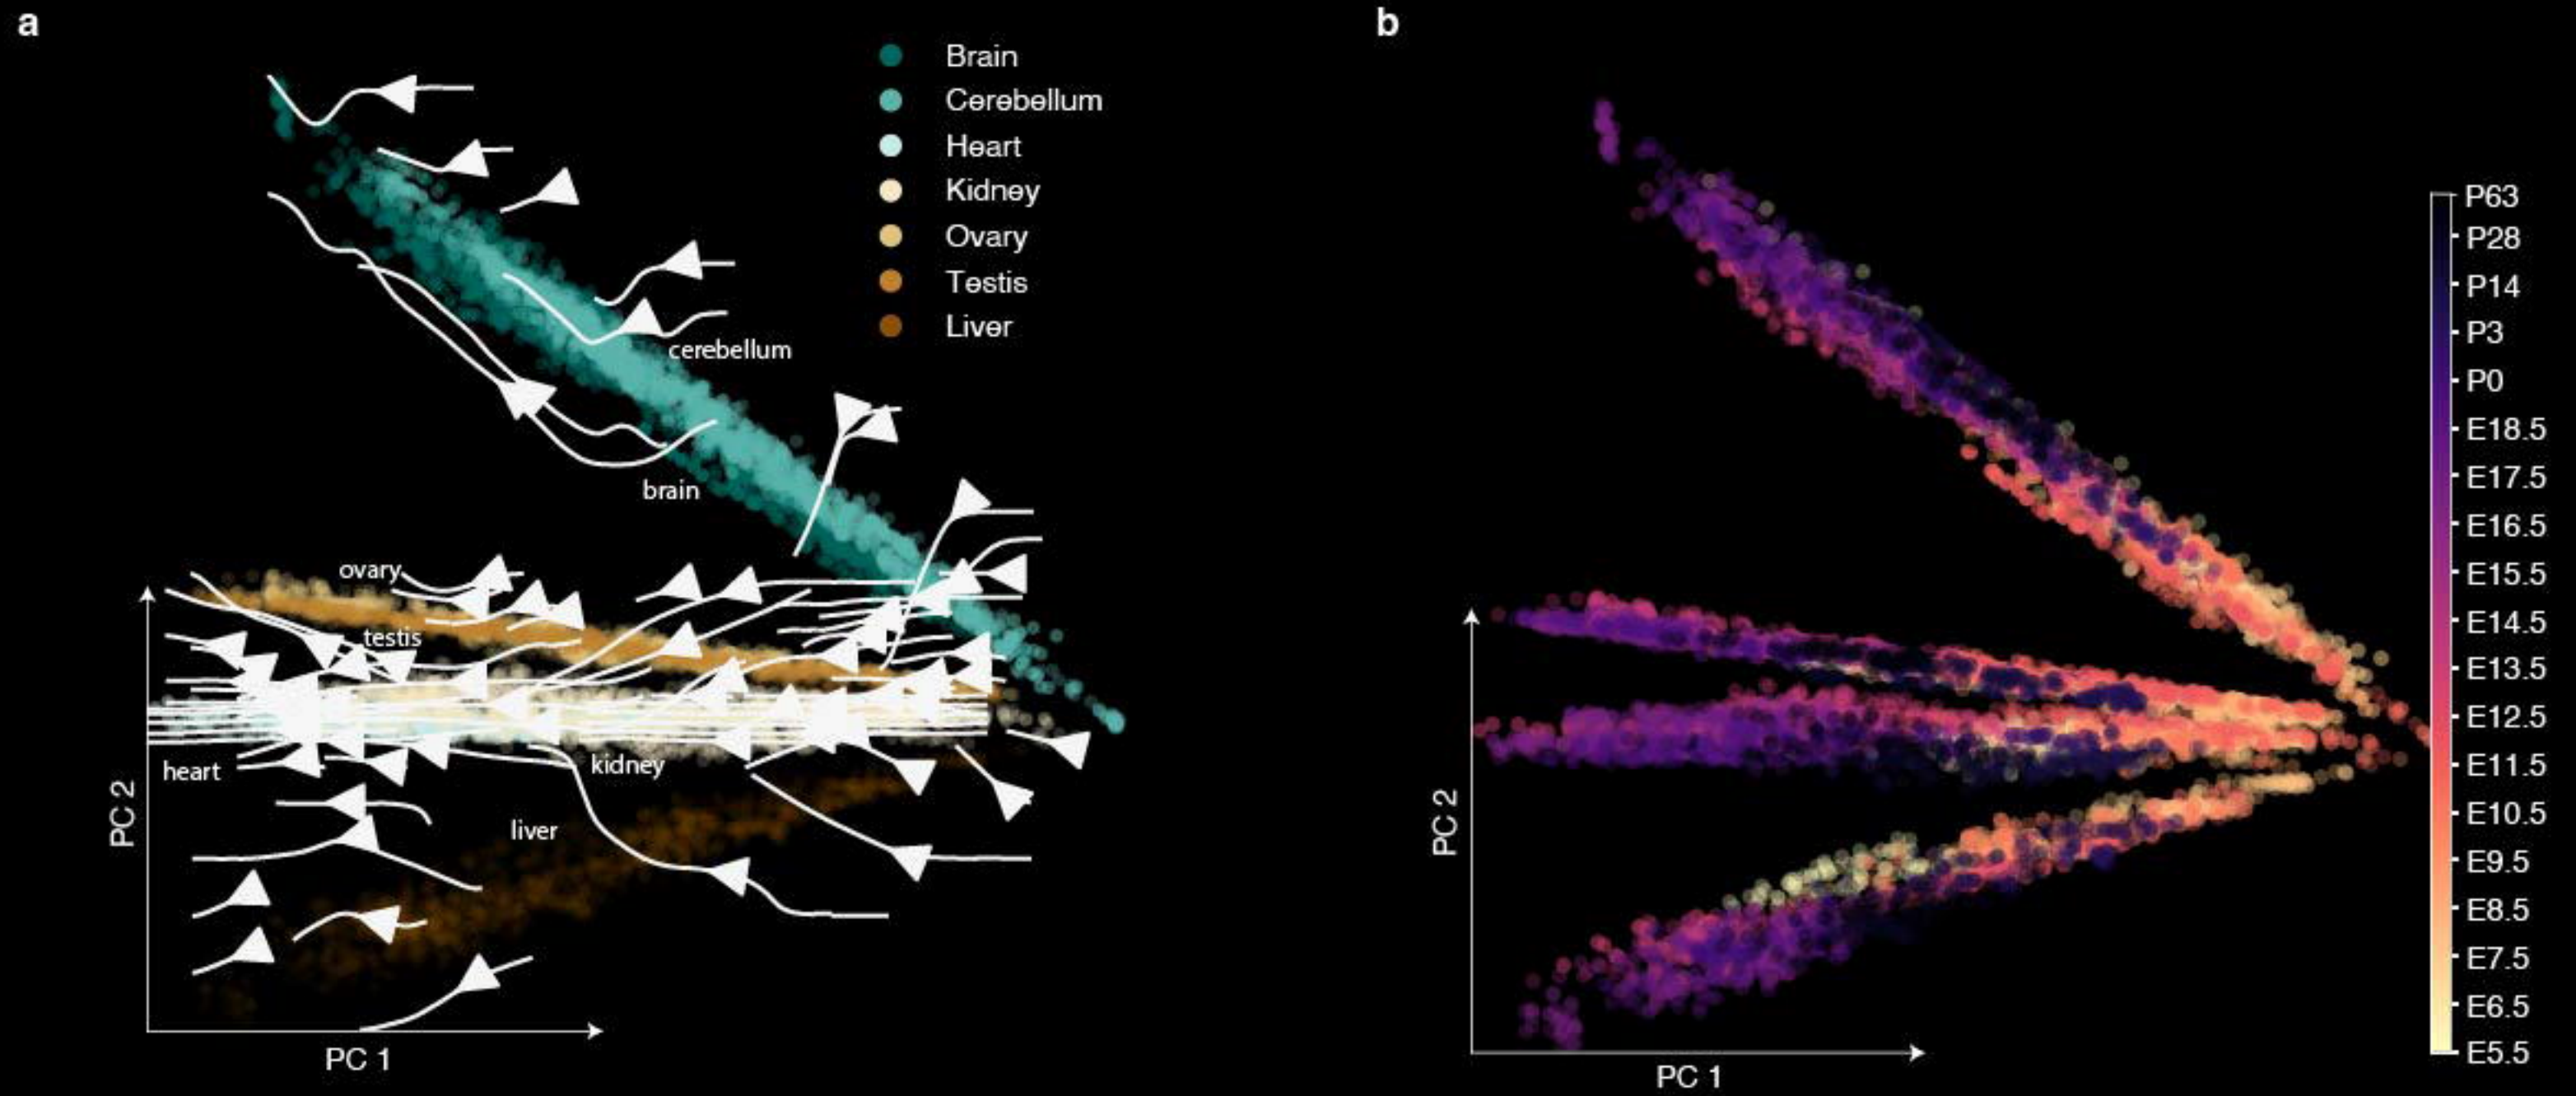 a
Brain
Cerebellum
Heart
Kidney
Ovary
Testis
Liver
cerebellum
brain
ovary
testis
heart
kidney
liver
PC 2
PC 1
b
P63
P28
P14
P3
P0
E18.5
E17.5
E16.5
E15.5
E14.5
E13.5
E12.5
E11.5
E10.5
E9.5
E8.5
E7.5
E6.5
E5.5
PC 2
PC 1